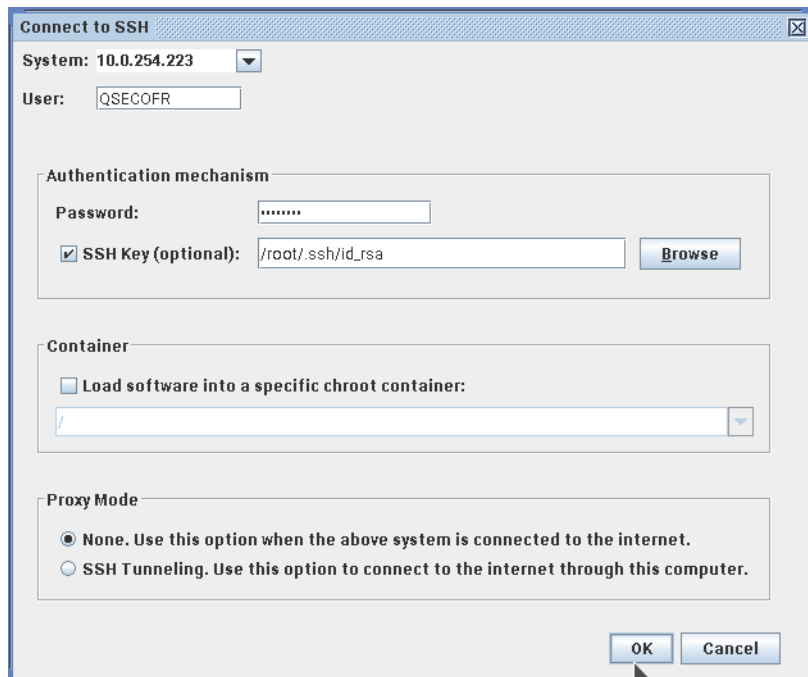 Connect to SSH
System: 10.0.254.223
User: QSECOFR
Authentication mechanism
Password: ••••••••
SSH Key (optional): /root/.ssh/id_rsa Browse
Container
Load software into a specific chroot container:
/
Proxy Mode
None. Use this option when the above system is connected to the internet.
SSH Tunneling. Use this option to connect to the internet through this computer.
OK Cancel